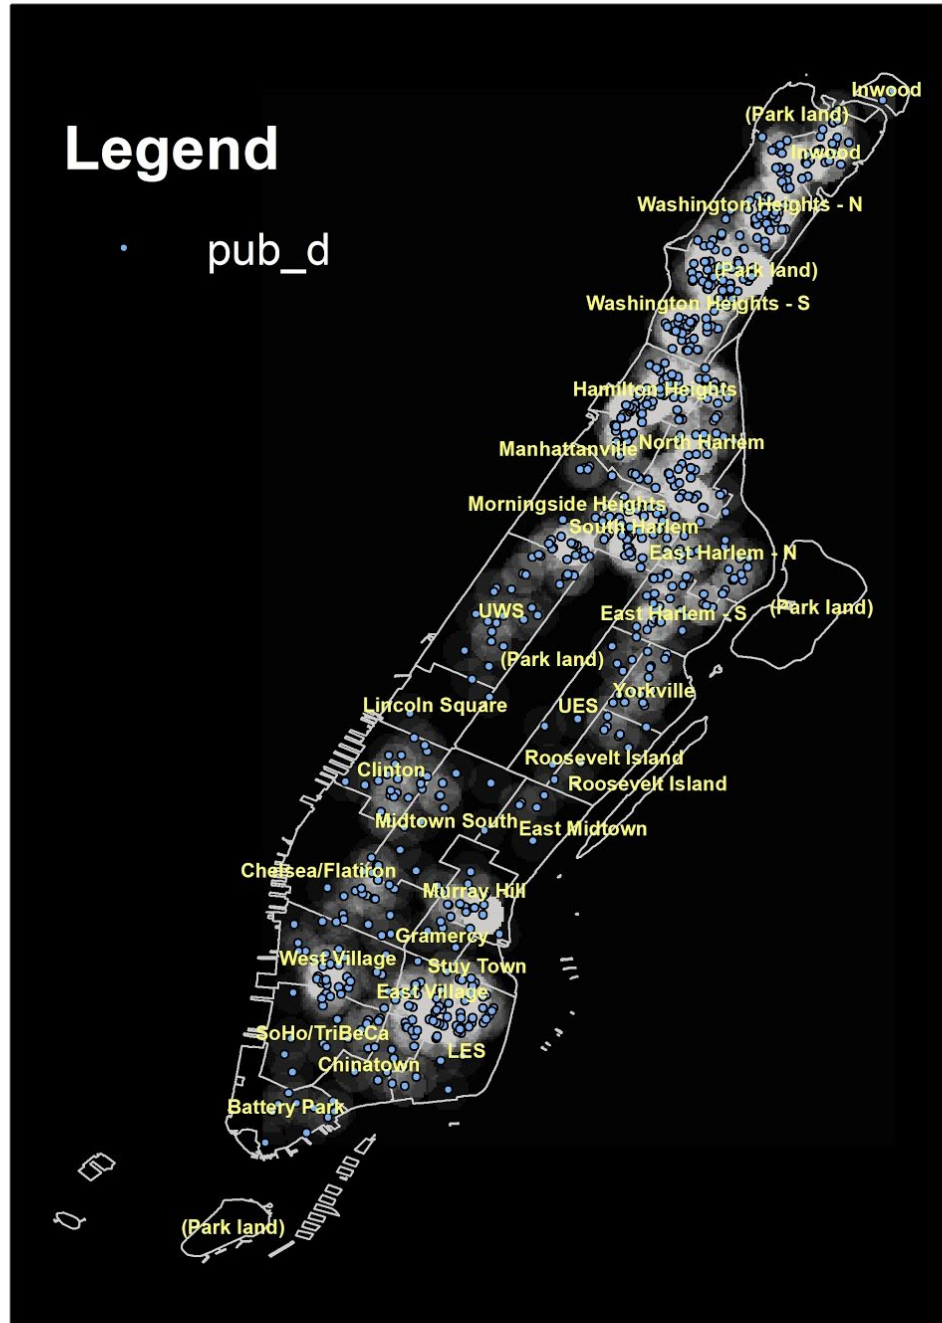 Inwood
(Park land)
Legend
Inwood
Washington Heights - N
pub_d
(Park land)
Washington Heights - S
Hamilton Heights
North Harlem
Manhattanville
Morningside Heights
South Harlem
East Harlem - N
(Park land)
UWS
East Harlem - S
(Park land)
Yorkville
Lincoln Square
UES
Roosevelt Island
Clinton
Roosevelt Island
Midtown South
East Midtown
Chelsea/Flatiron
Murray Hill
Gramercy
West Village
Stuy Town
East Village
SoHo/TriBeCa
LES
Chinatown
Battery Park
(Park land)